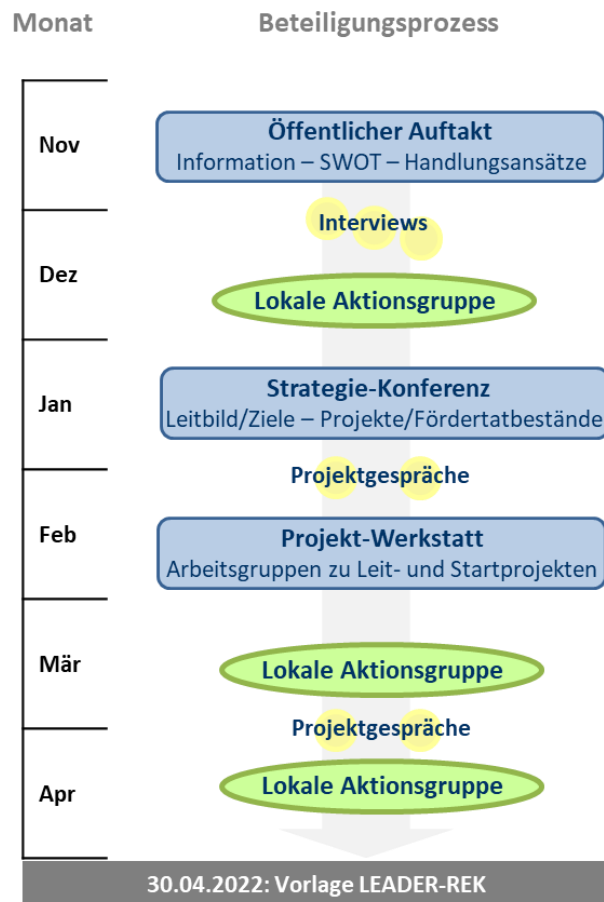 Monat Beteiligungsprozess
Nov
Öffentlicher Auftakt
Information – SWOT – Handlungsansätze
Interviews
Dez
Lokale Aktionsgruppe
Jan
Strategie-Konferenz
Leitbild/Ziele – Projekte/Fördertatbestände
Projektgespräche
Feb
Projekt-Werkstatt
Arbeitsgruppen zu Leit- und Startprojekten
Mär
Lokale Aktionsgruppe
Projektgespräche
Apr
Lokale Aktionsgruppe
30.04.2022: Vorlage LEADER-REK